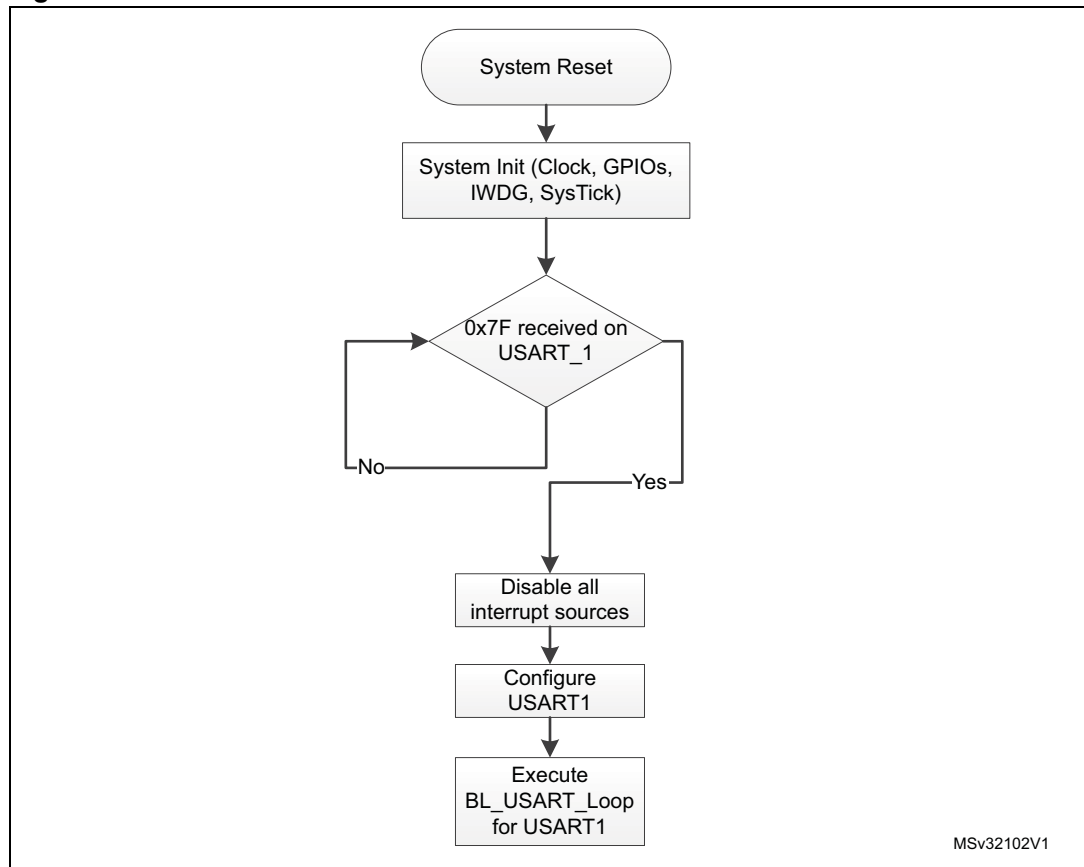 System Reset
System Init (Clock, GPIOs,
IWDG, SysTick)
0x7F received on
USART_1
No
Yes
Disable all
interrupt sources
Configure
USART1
Execute
BL_USART_Loop
for USART1
MSv32102V1